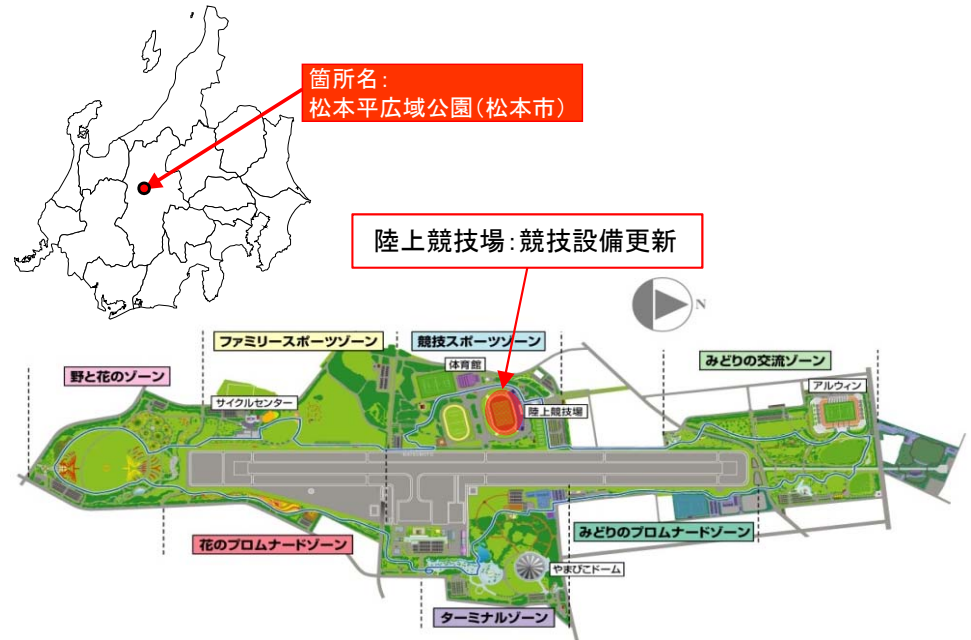 箇所名：
松本平広域公園（松本市）
陸上競技場：競技設備更新
N
ファミリースポーツゾーン
競技スポーツゾーン
みどりの交流ゾーン
体育館
野と花のゾーン
アルウィン
サイクルセンター
陸上競技場
花のプロムナードゾーン
みどりのプロムナードゾーン
やまびこドーム
ターミナルゾーン